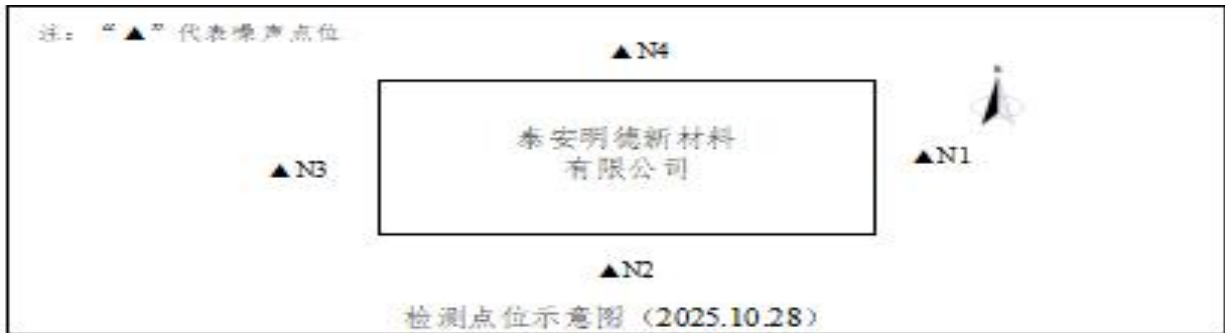 注：“▲”代表噪声点位
▲N4
泰安明德新材料
有限公司
▲N3
▲N1
▲N2
检测点位示意图（2025.10.28）